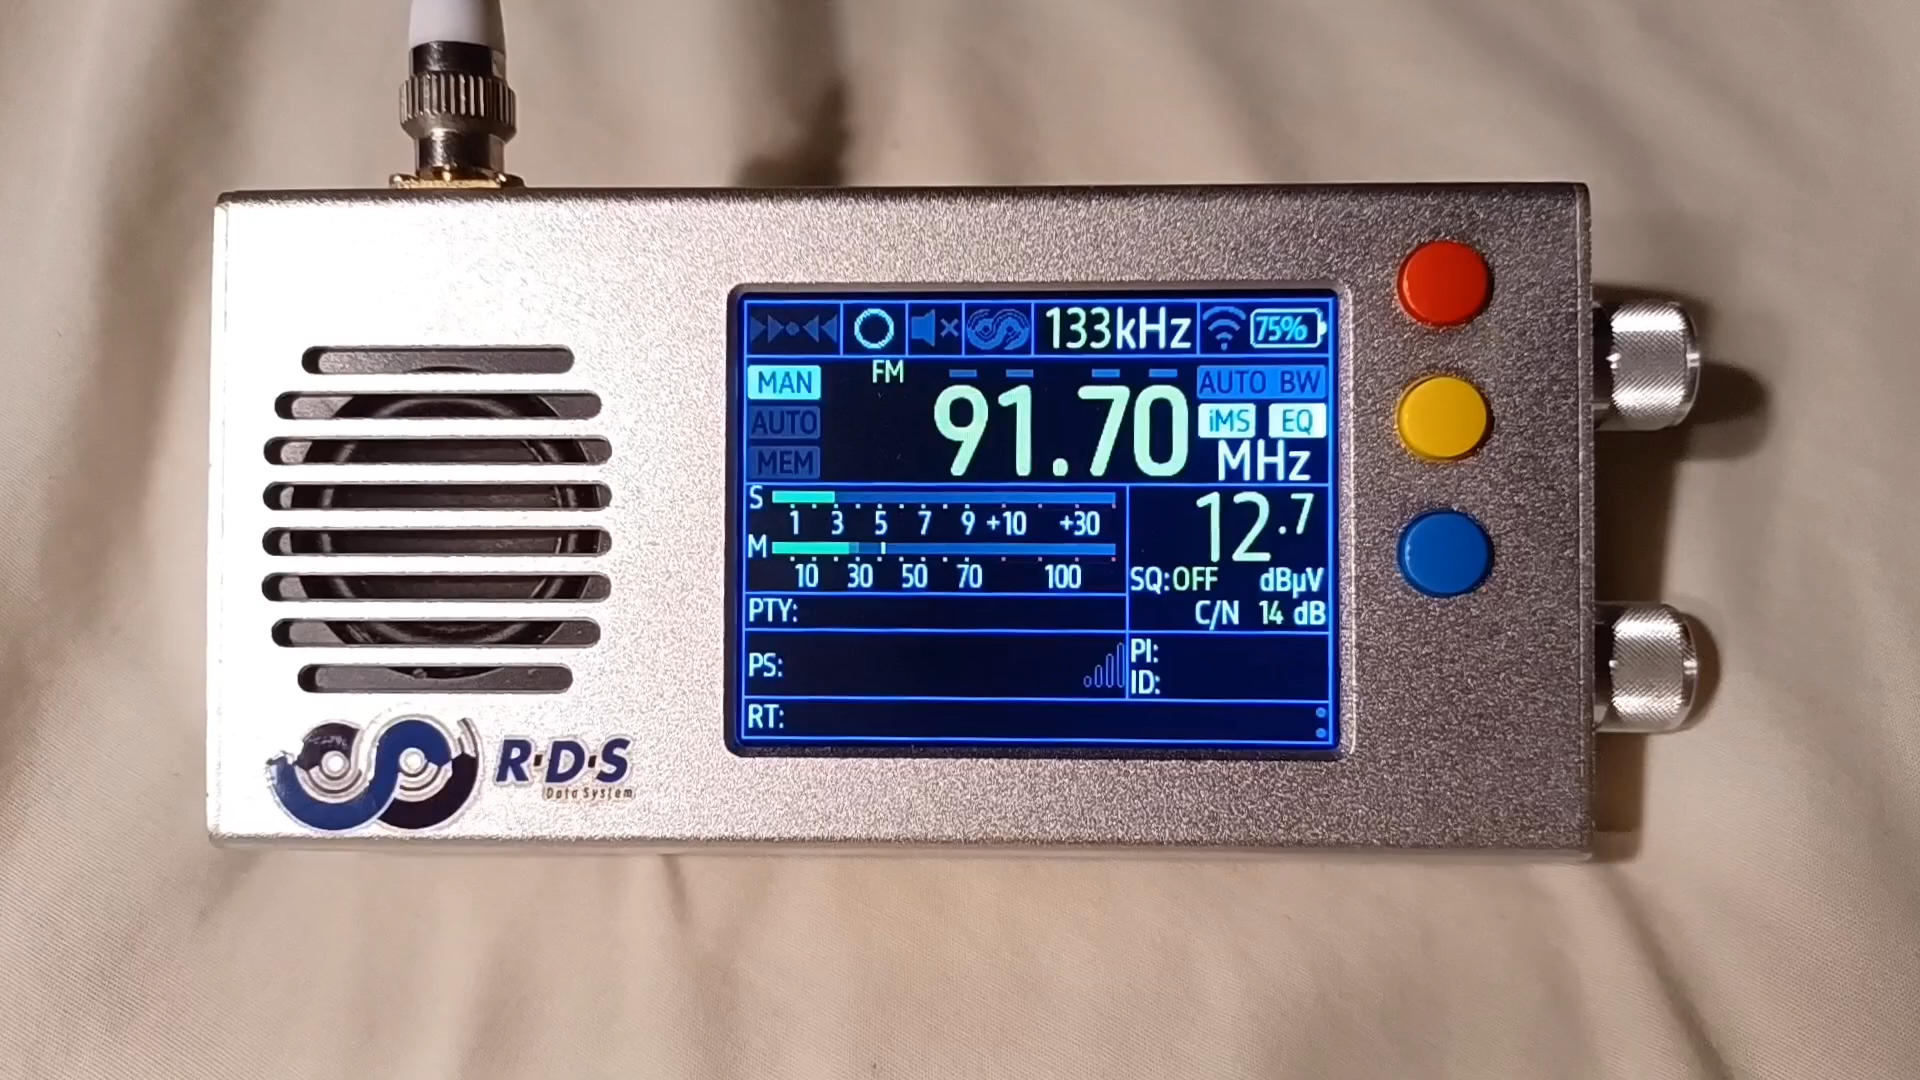 133kHz 75%
MAN FM 91.70 AUTO BW
AUTO iMS EQ
MEM MHz
S
1 3 5 7 9 +10 +30
M
10 30 50 70 100
12.7
SQ:OFF dBμV
C/N 14 dB
PTY:
PS:
PI:
ID:
RT:
R·D·S
Data System